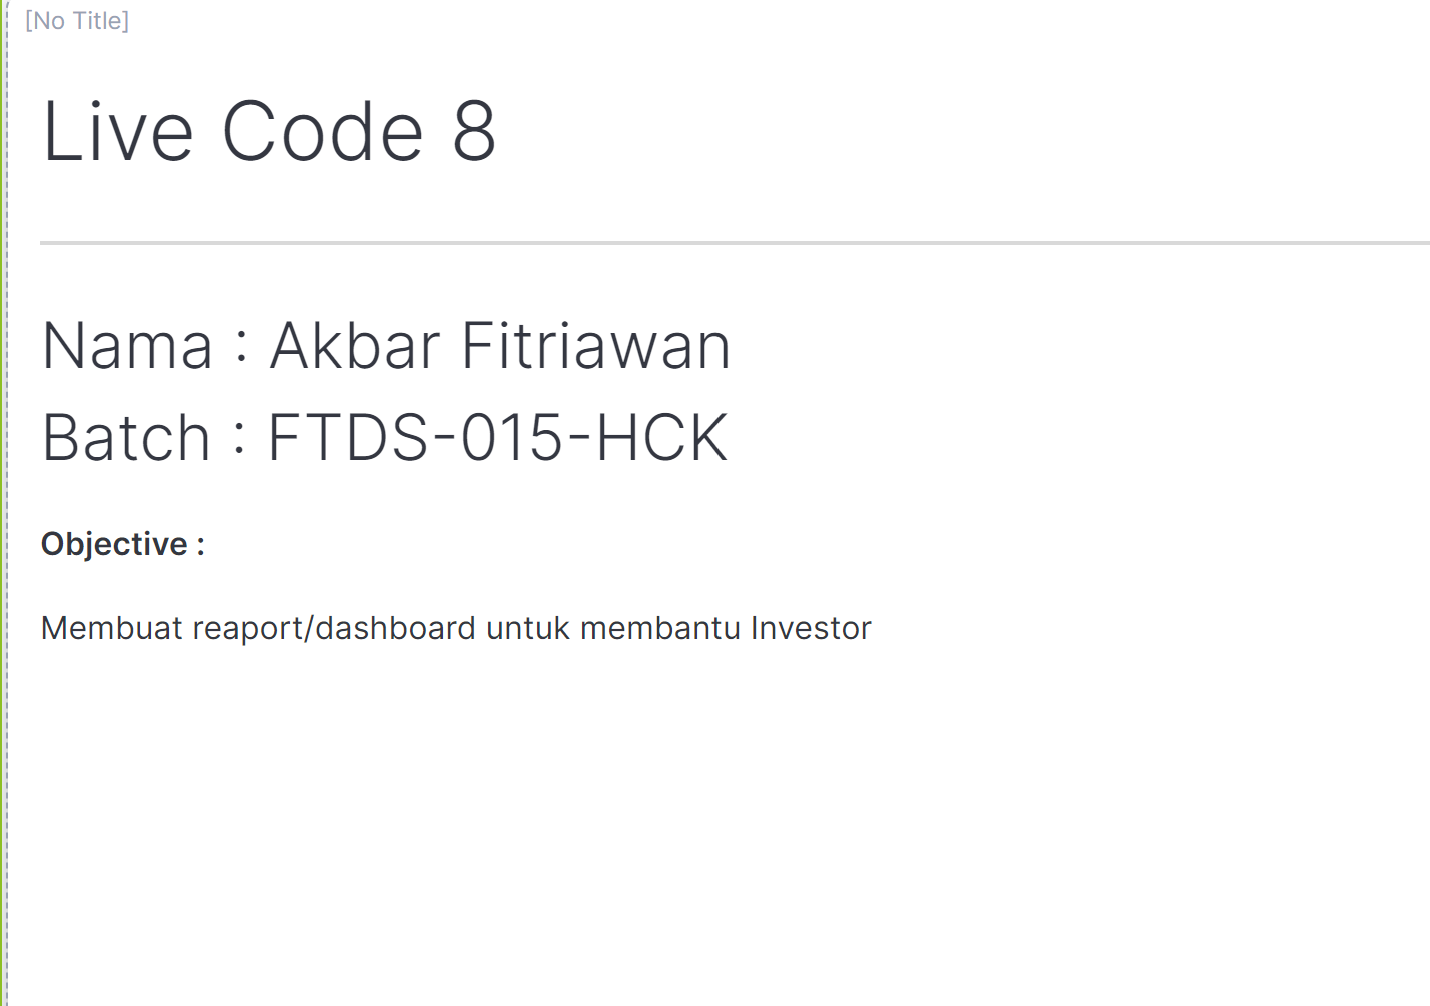 [No Title]
Live Code 8
Nama : Akbar Fitriawan
Batch : FTDS-015-HCK
Objective :
Membuat reaport/dashboard untuk membantu Investor